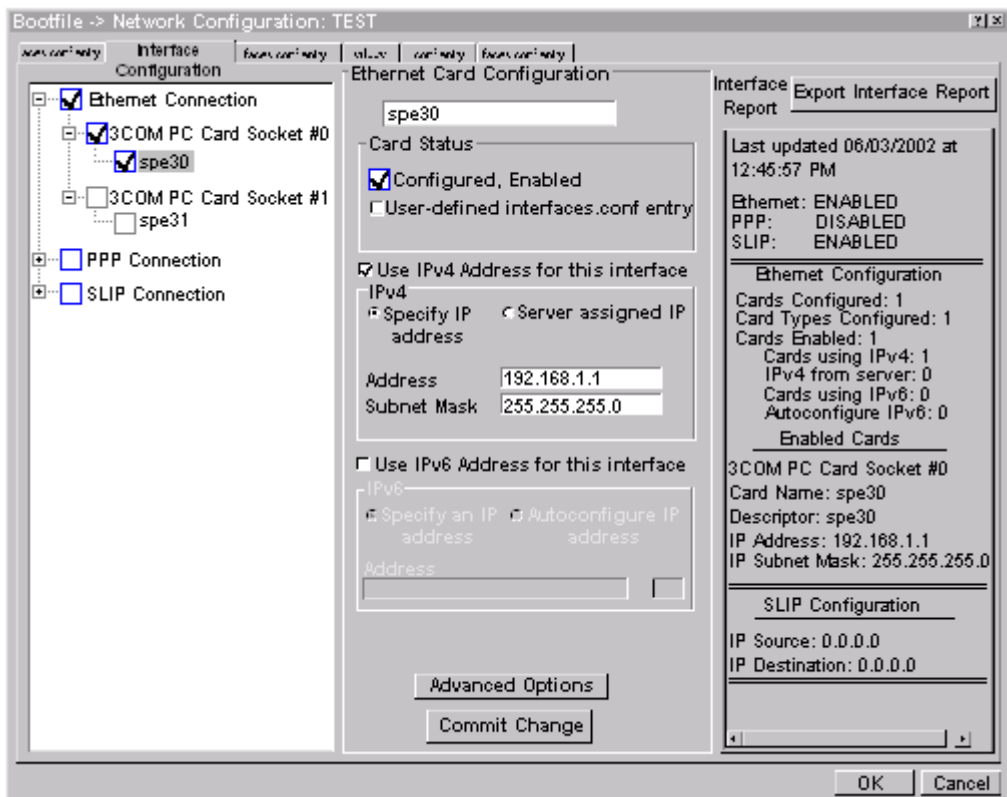 Bootfile -> Network Configuration: TEST
Interface
Configuration
Ethernet Connection
3COM PC Card Socket #0
spe30
3COM PC Card Socket #1
spe31
PPP Connection
SLIP Connection
Ethernet Card Configuration
spe30
Card Status
Configured, Enabled
User-defined interfaces.conf entry
Use IPv4 Address for this interface
IPv4
Specify IP address
Server assigned IP
Address 192.168.1.1
Subnet Mask 255.255.255.0
Use IPv6 Address for this interface
IPv6
Specify an IP address
Autoconfigure IP address
Address
Advanced Options
Commit Change
Interface Report
Export Interface Report
Last updated 06/03/2002 at
12:45:57 PM
Ethernet: ENABLED
PPP: DISABLED
SLIP: ENABLED
Ethernet Configuration
Cards Configured: 1
Card Types Configured: 1
Cards Enabled: 1
Cards using IPv4: 1
IPv4 from server: 0
Cards using IPv6: 0
Autoconfigure IPv6: 0
Enabled Cards
3COM PC Card Socket #0
Card Name: spe30
Descriptor: spe30
IP Address: 192.168.1.1
IP Subnet Mask: 255.255.255.0
SLIP Configuration
IP Source: 0.0.0.0
IP Destination: 0.0.0.0
OK
Cancel